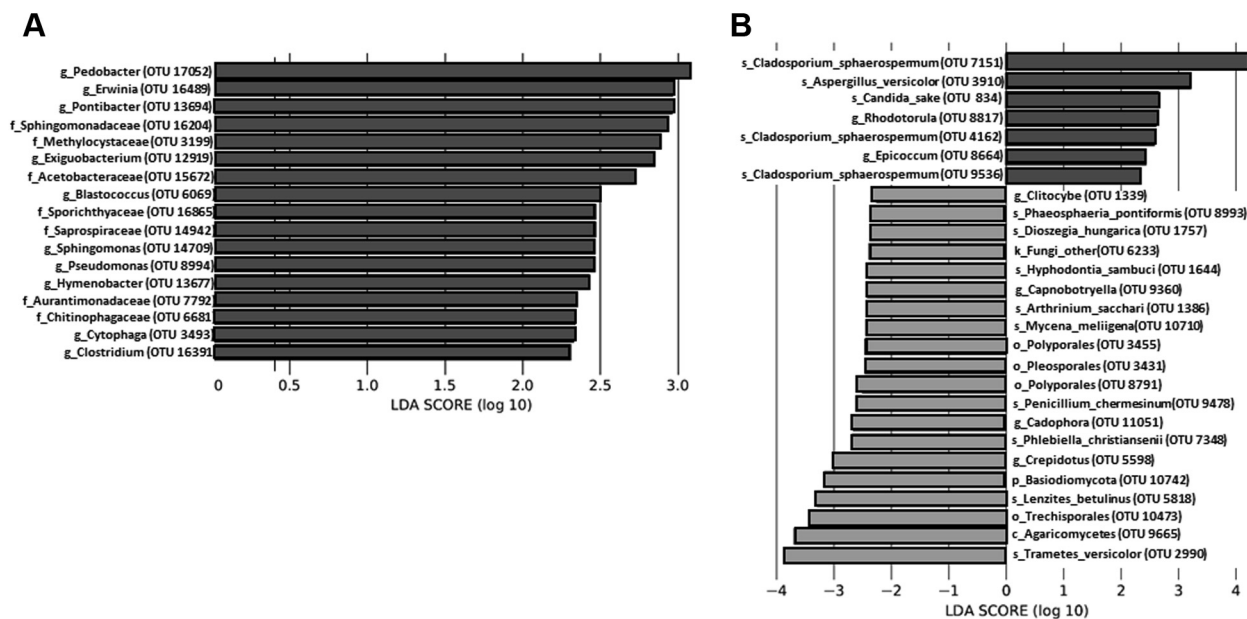 A
g_Pedobacter (OTU 17052)
g_Erwinia (OTU 16489)
g_Pontibacter (OTU 13694)
f_Sphingomonadaceae (OTU 16204)
f_Methylocystaceae (OTU 3199)
g_Exiguobacterium (OTU 12919)
f_Acetobacteraceae (OTU 15672)
g_Blastococcus (OTU 6069)
f_Sporichthyaceae (OTU 16865)
f_Saprospiraceae (OTU 14942)
g_Sphingomonas (OTU 14709)
g_Pseudomonas (OTU 8994)
g_Hymenobacter (OTU 13677)
f_Aurantimonadaceae (OTU 7792)
f_Chitinophagaceae (OTU 6681
g_Cytophaga (OTU 3493)
g_Clostridium (OTU 16391
0 0.5 1.0 1.5 2.0 2.5 3.0
LDA SCORE (log 10)
B
s_Cladosporium_sphaerospemum (OTU 7151)
s_Aspergillus_versicolor (OTU 3910)
s_Candida_sake (OTU 834)
g_Rhodotorula (OTU 8817)
s_Cladosporium_sphaerospemum (OTU 4162)
g_Epicoccum (OTU 8664)
s_Cladosporium_sphaerospemum (OTU 9536)
g_Clitocybe (OTU 1339)
s_Phaeosphaeria_pontiformis (OTU 8993)
s_Dioszegia_hungarica (OTU 1757)
k_Fungi_other(OTU 6233)
s_Hyphodontia_sambuci (OTU 1644)
g_Capnobotryella (OTU 9360)
s_Arthrinium_sacchari (OTU 1386)
s_Mycena_meliigena(OTU 10710)
o_Polyporales (OTU 3455)
o_Pleosporales (OTU 3431)
o_Polyporales (OTU 8791)
s_Penicillium_chermesinum(OTU 9478)
g_Cadophora (OTU 11051)
s_Phlebiella_christiansenii (OTU 7348)
g_Crepidotus (OTU 5598)
p_Basiodiomycota (OTU 10742)
s_Lenzites_betulinus (OTU 5818)
o_Trechisporales (OTU 10473)
c_Agaricomycetes (OTU 9665)
s_Trametes_versicolor (OTU 2990)
−4 −3 −2 −1 0 1 2 3 4
LDA SCORE (log 10)